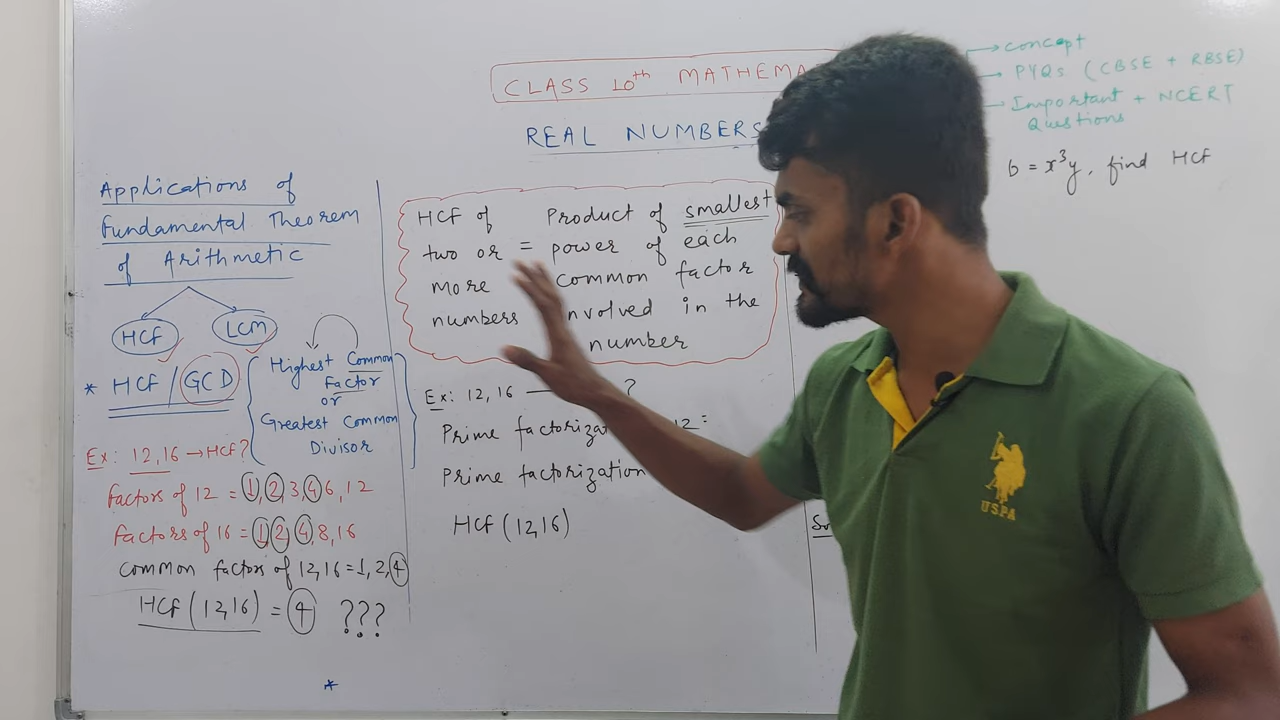 CLASS 10th MATHEMA
REAL NUMBERS
→ concept
→ PYQs (CBSE + RBSE)
→ Important + NCERT
Questions
b = x³y, find HCF
Applications of
Fundamental Theorem
of Arithmetic
HCF LCM
* HCF / GCD
Highest Common
Factor
or
Greatest Common
Divisor
Ex: 12, 16 → HCF?
Factors of 12 = 1, 2, 3, 4, 6, 12
Factors of 16 = 1, 2, 4, 8, 16
Common factors of 12, 16 = 1, 2, 4
HCF (12, 16) = 4 ???
*
HCF of Product of smallest
two or = power of each
more common factor
numbers involved in the
number
Ex: 12, 16 — ?
Prime factorizat 12 =
Prime factorization
HCF (12, 16)
USPA